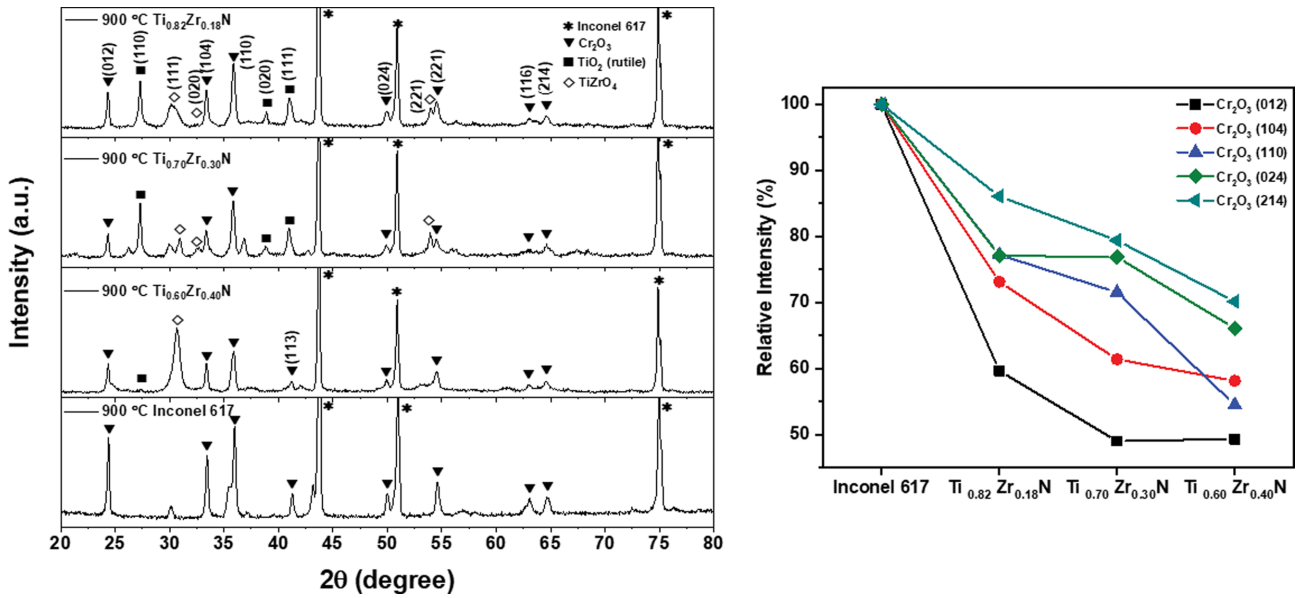 900 °C Ti0.82Zr0.18N
(012)
(110)
(111)
(020)
(104)
(110)
(020)
(111)
(024)
(221)
(221)
(116)
(214)
* Inconel 617
▼ Cr2O3
■ TiO2 (rutile)
◇ TiZrO4
900 °C Ti0.70Zr0.30N
900 °C Ti0.60Zr0.40N
(113)
900 °C Inconel 617
Intensity (a.u.)
20 25 30 35 40 45 50 55 60 65 70 75 80
2θ (degree)
Relative Intensity (%)
100
90
80
70
60
50
Cr2O3 (012)
Cr2O3 (104)
Cr2O3 (110)
Cr2O3 (024)
Cr2O3 (214)
Inconel 617 Ti 0.82 Zr0.18N Ti 0.70 Zr0.30N Ti 0.60 Zr0.40N